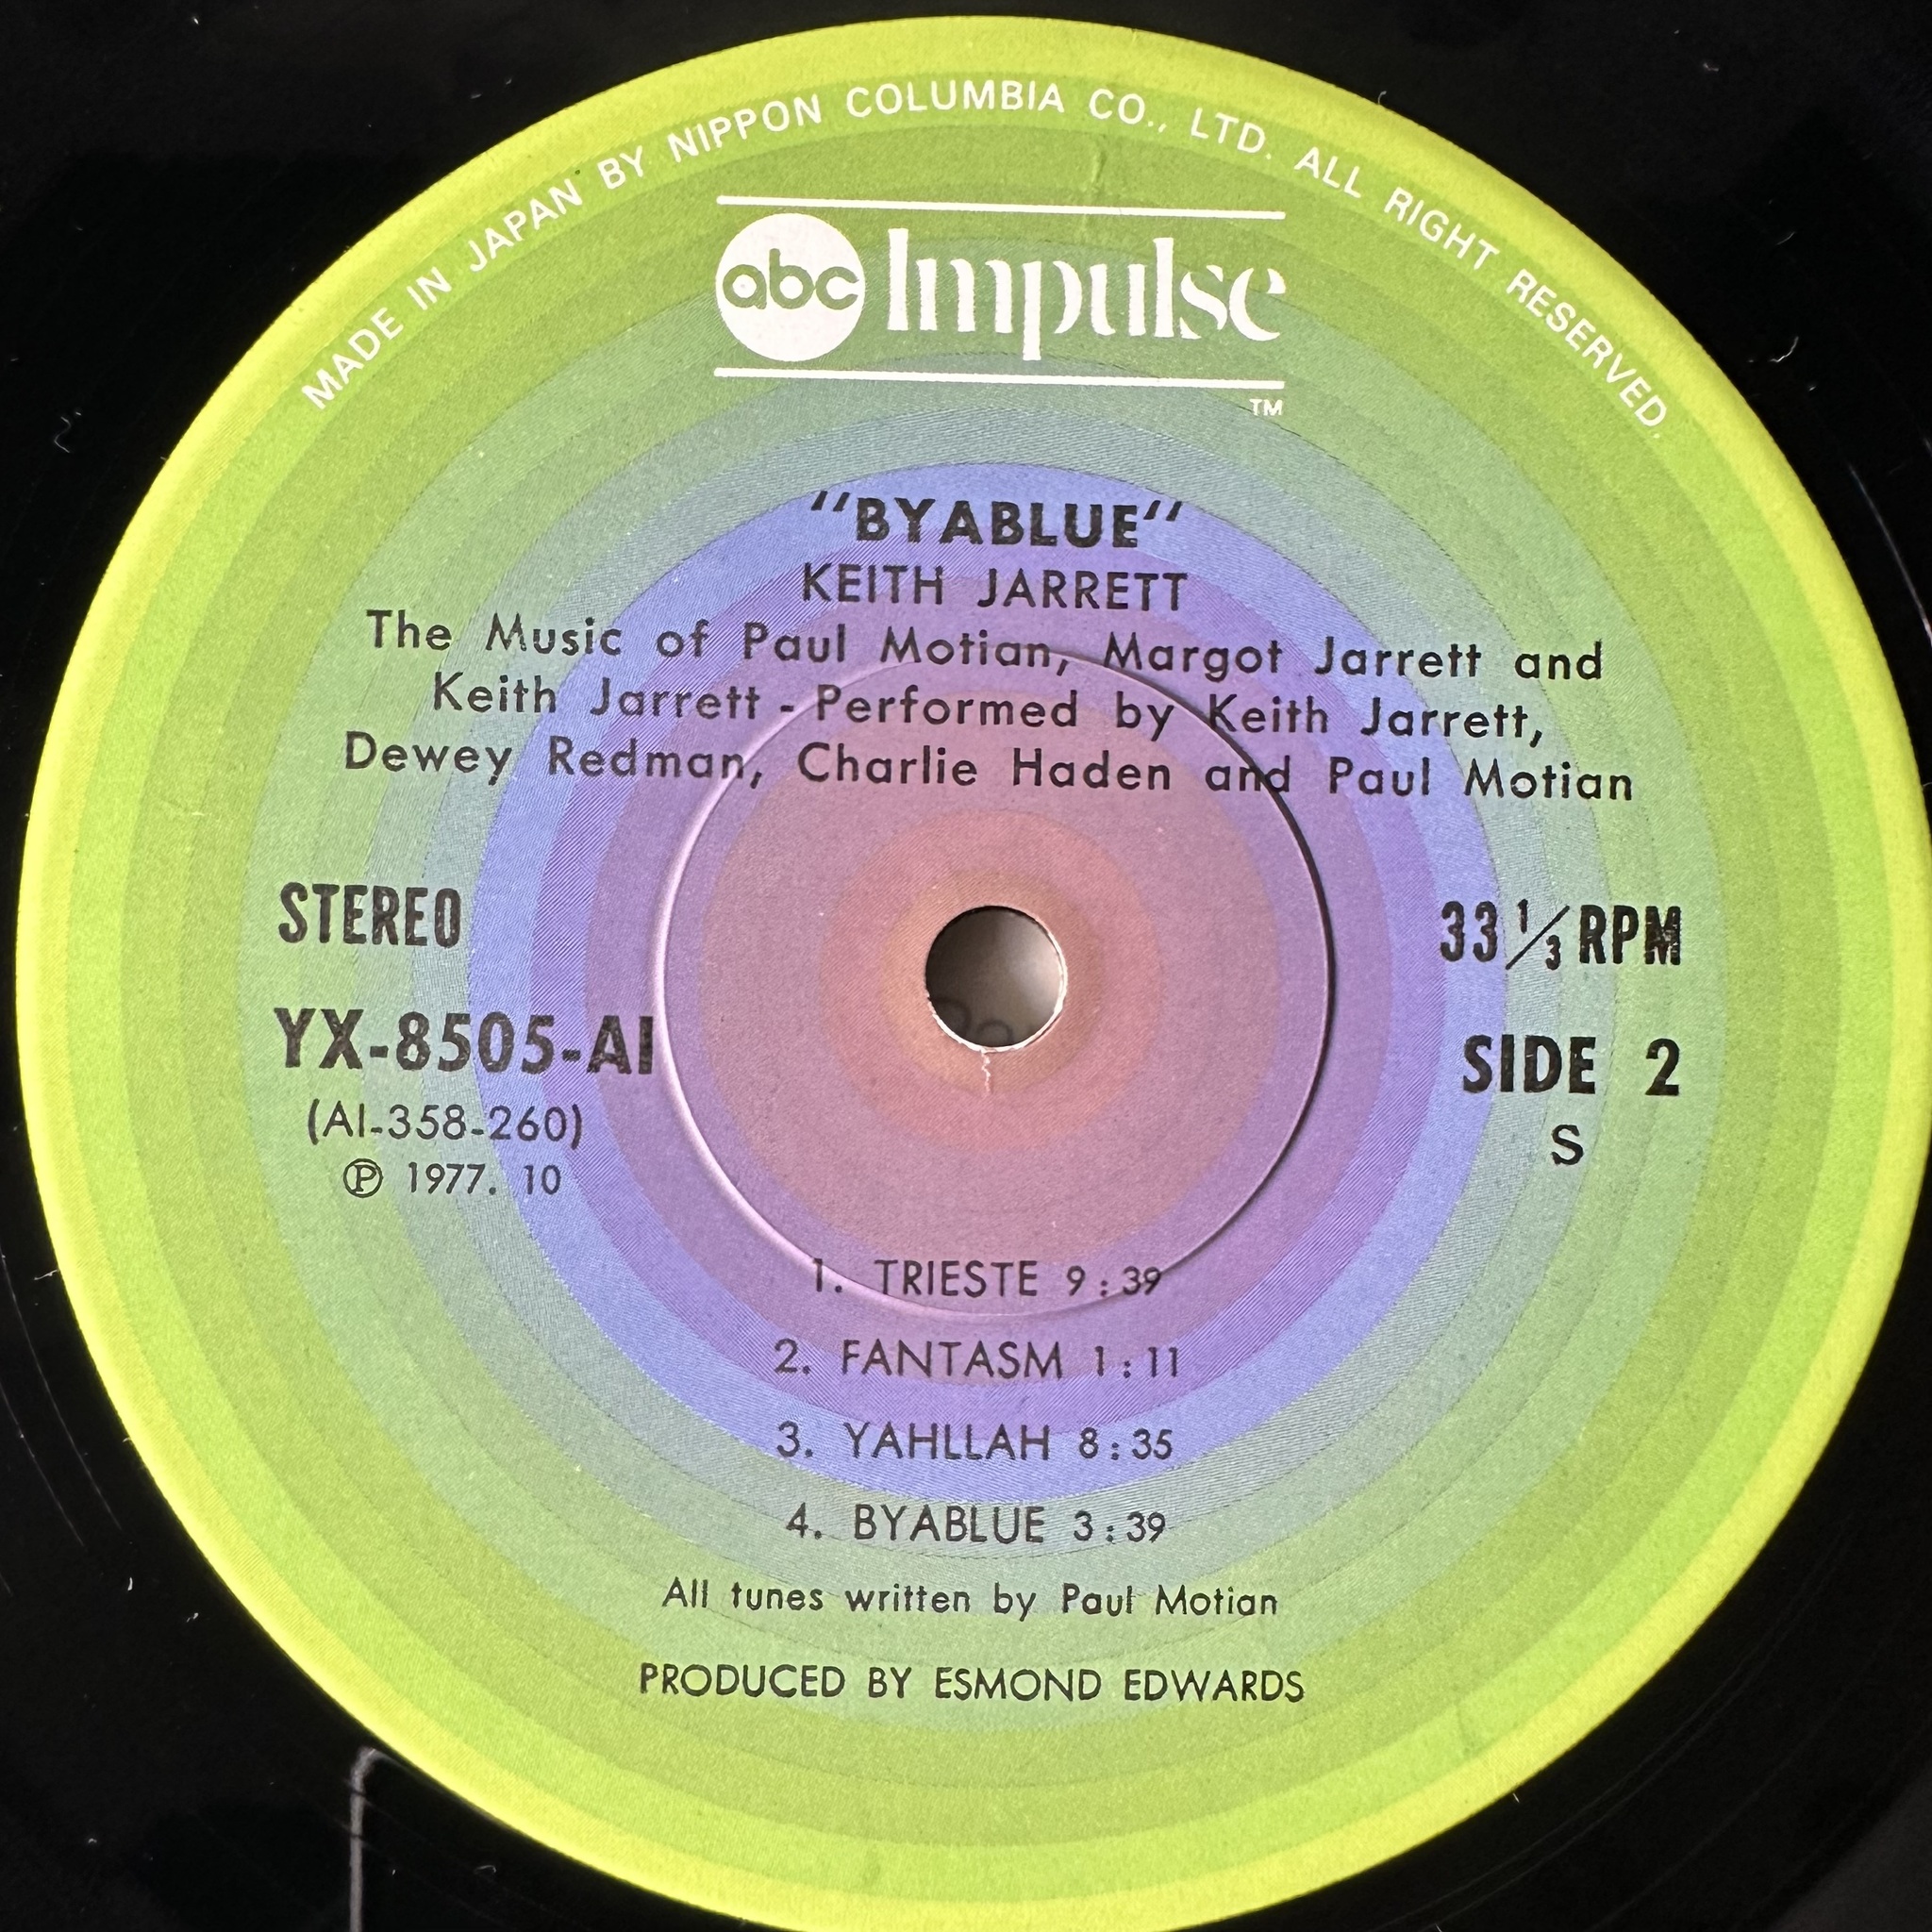 MADE IN JAPAN BY NIPPON COLUMBIA CO., LTD. ALL RIGHT RESERVED.
abc Impulse
TM
"BYABLUE"
KEITH JARRETT
The Music of Paul Motian, Margot Jarrett and
Keith Jarrett - Performed by Keith Jarrett,
Dewey Redman, Charlie Haden and Paul Motian
STEREO
33 1/3 RPM
YX-8505-AI
SIDE 2
(AI-358-260)
S
Ⓟ 1977. 10
1. TRIESTE 9:39
2. FANTASM 1:11
3. YAHLLAH 8:35
4. BYABLUE 3:39
All tunes written by Paul Motian
PRODUCED BY ESMOND EDWARDS